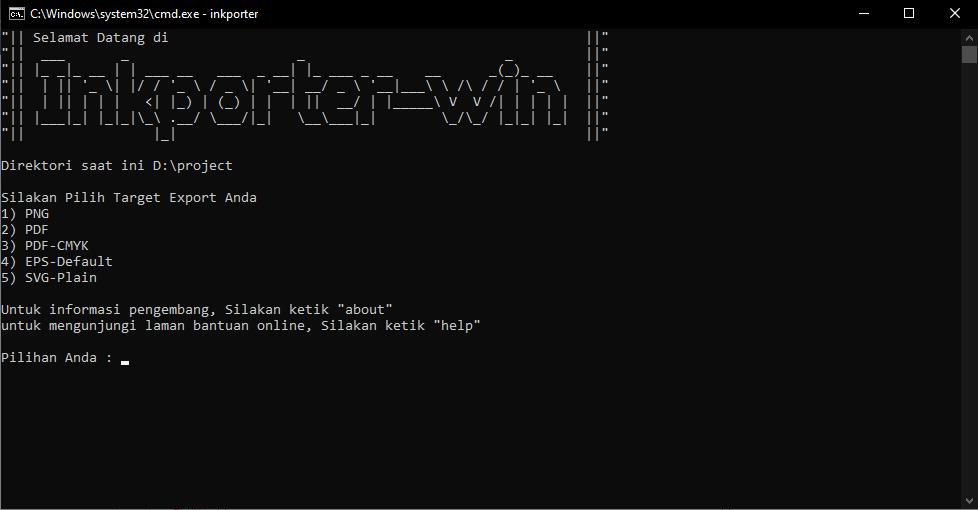 C:\Windows\system32\cmd.exe - inkporter
"|| Selamat Datang di ||"
Inkporter-win
Direktori saat ini D:\project
Silakan Pilih Target Export Anda
1) PNG
2) PDF
3) PDF-CMYK
4) EPS-Default
5) SVG-Plain
Untuk informasi pengembang, Silakan ketik "about"
untuk mengunjungi laman bantuan online, Silakan ketik "help"
Pilihan Anda :